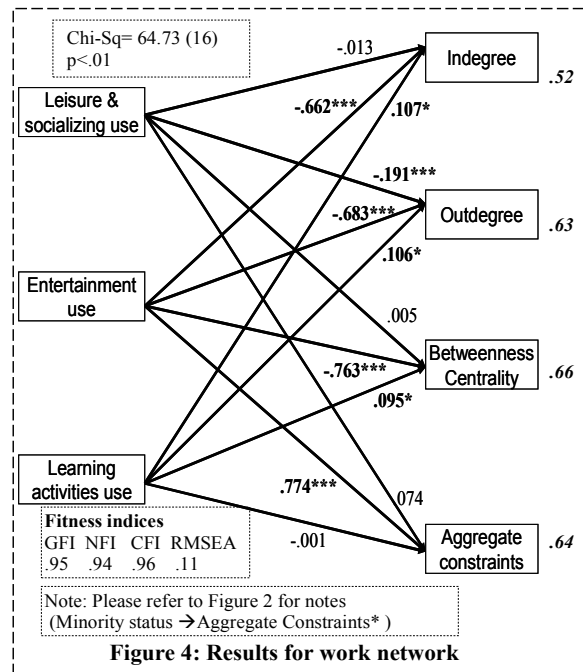 Chi-Sq= 64.73 (16)
p<.01
Leisure &
socializing use
Entertainment
use
Learning
activities use
-.013
-.662***
.107*
-.191***
-.683***
.106*
.005
-.763***
.095*
.774***
.074
-.001
Indegree
.52
Outdegree
.63
Betweenness
Centrality
.66
Aggregate
constraints
.64
Fitness indices
GFI NFI CFI RMSEA
.95 .94 .96 .11
Note: Please refer to Figure 2 for notes
(Minority status →Aggregate Constraints* )
Figure 4: Results for work network